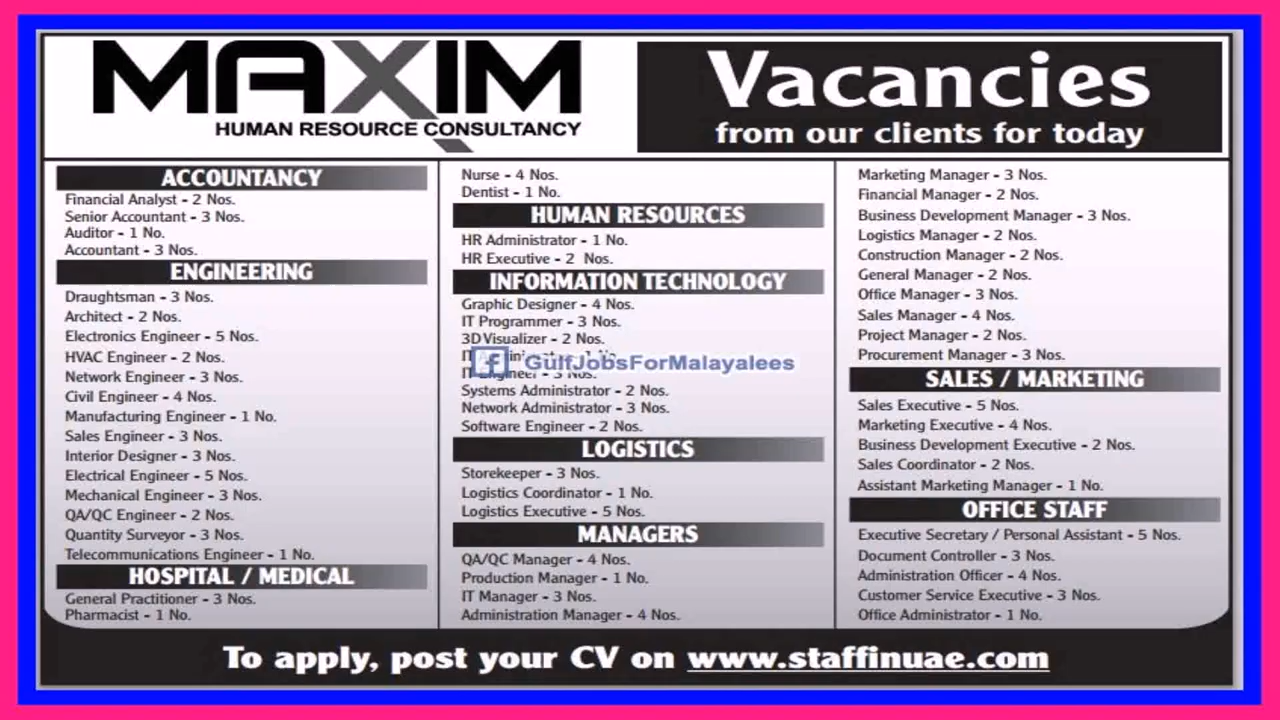 MAXIM
HUMAN RESOURCE CONSULTANCY
Vacancies
from our clients for today
ACCOUNTANCY
Financial Analyst - 2 Nos.
Senior Accountant - 3 Nos.
Auditor - 1 No.
Accountant - 3 Nos.
ENGINEERING
Draughtsman - 3 Nos.
Architect - 2 Nos.
Electronics Engineer - 5 Nos.
HVAC Engineer - 2 Nos.
Network Engineer - 3 Nos.
Civil Engineer - 4 Nos.
Manufacturing Engineer - 1 No.
Sales Engineer - 3 Nos.
Interior Designer - 3 Nos.
Electrical Engineer - 5 Nos.
Mechanical Engineer - 3 Nos.
QA/QC Engineer - 2 Nos.
Quantity Surveyor - 3 Nos.
Telecommunications Engineer - 1 No.
HOSPITAL / MEDICAL
General Practitioner - 3 Nos.
Pharmacist - 1 No.
Nurse - 4 Nos.
Dentist - 1 No.
HUMAN RESOURCES
HR Administrator - 1 No.
HR Executive - 2 Nos.
INFORMATION TECHNOLOGY
Graphic Designer - 4 Nos.
IT Programmer - 3 Nos.
3D Visualizer - 2 Nos.
f GulfJobsForMalayalees
IT Engineer - 3 Nos.
Systems Administrator - 2 Nos.
Network Administrator - 3 Nos.
Software Engineer - 2 Nos.
LOGISTICS
Storekeeper - 3 Nos.
Logistics Coordinator - 1 No.
Logistics Executive - 5 Nos.
MANAGERS
QA/QC Manager - 4 Nos.
Production Manager - 1 No.
IT Manager - 3 Nos.
Administration Manager - 4 Nos.
Marketing Manager - 3 Nos.
Financial Manager - 2 Nos.
Business Development Manager - 3 Nos.
Logistics Manager - 2 Nos.
Construction Manager - 2 Nos.
General Manager - 2 Nos.
Office Manager - 3 Nos.
Sales Manager - 4 Nos.
Project Manager - 2 Nos.
Procurement Manager - 3 Nos.
SALES / MARKETING
Sales Executive - 5 Nos.
Marketing Executive - 4 Nos.
Business Development Executive - 2 Nos.
Sales Coordinator - 2 Nos.
Assistant Marketing Manager - 1 No.
OFFICE STAFF
Executive Secretary / Personal Assistant - 5 Nos.
Document Controller - 3 Nos.
Administration Officer - 4 Nos.
Customer Service Executive - 3 Nos.
Office Administrator - 1 No.
To apply, post your CV on www.staffinuae.com